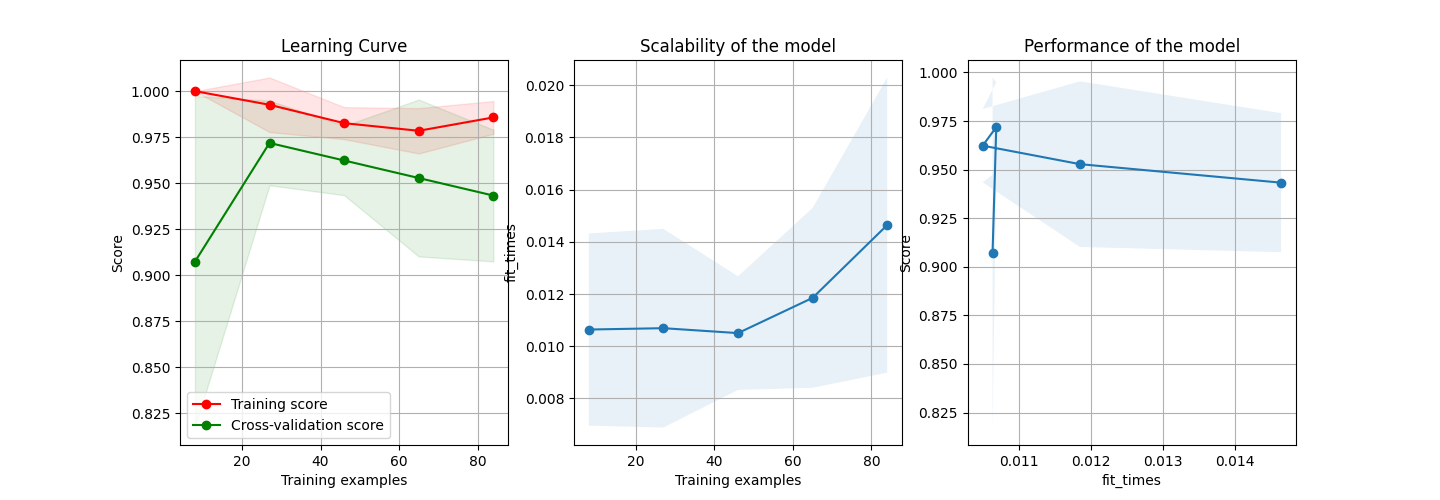 Learning Curve
1.000
0.975
0.950
0.925
0.900
0.875
0.850
0.825
Score
20 40 60 80
Training examples
Training score
Cross-validation score
Scalability of the model
0.020
0.018
0.016
0.014
0.012
0.010
0.008
fit_times
20 40 60 80
Training examples
Performance of the model
1.000
0.975
0.950
0.925
0.900
0.875
0.850
0.825
Score
0.011 0.012 0.013 0.014
fit_times